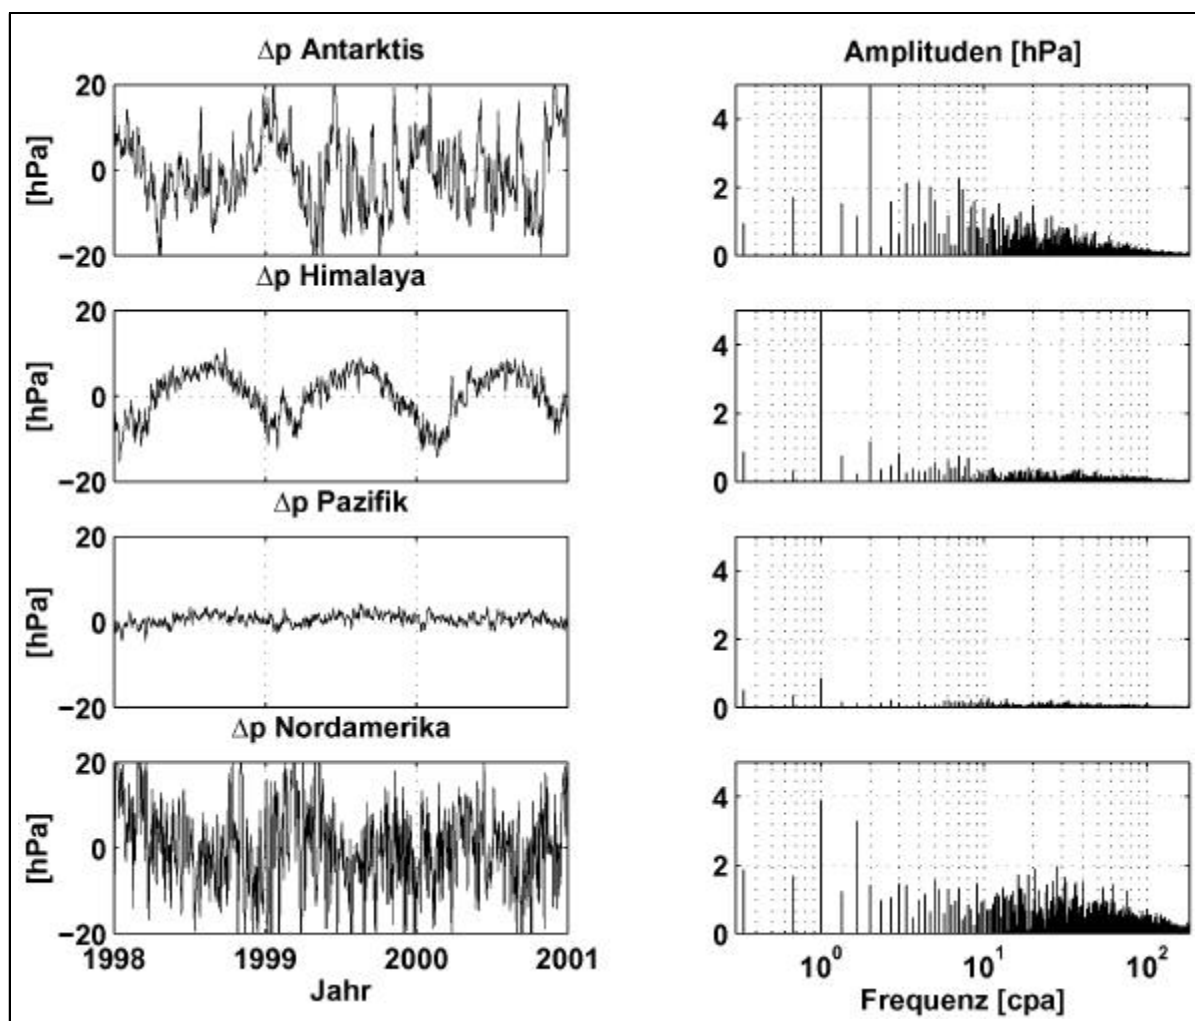 Δp Antarktis
Amplituden [hPa]
20
0
−20
[hPa]
4
2
0
Δp Himalaya
20
0
−20
[hPa]
4
2
0
Δp Pazifik
20
0
−20
[hPa]
4
2
0
Δp Nordamerika
20
0
−20
[hPa]
4
2
0
1998 1999 2000 2001
Jahr
10^0 10^1 10^2
Frequenz [cpa]